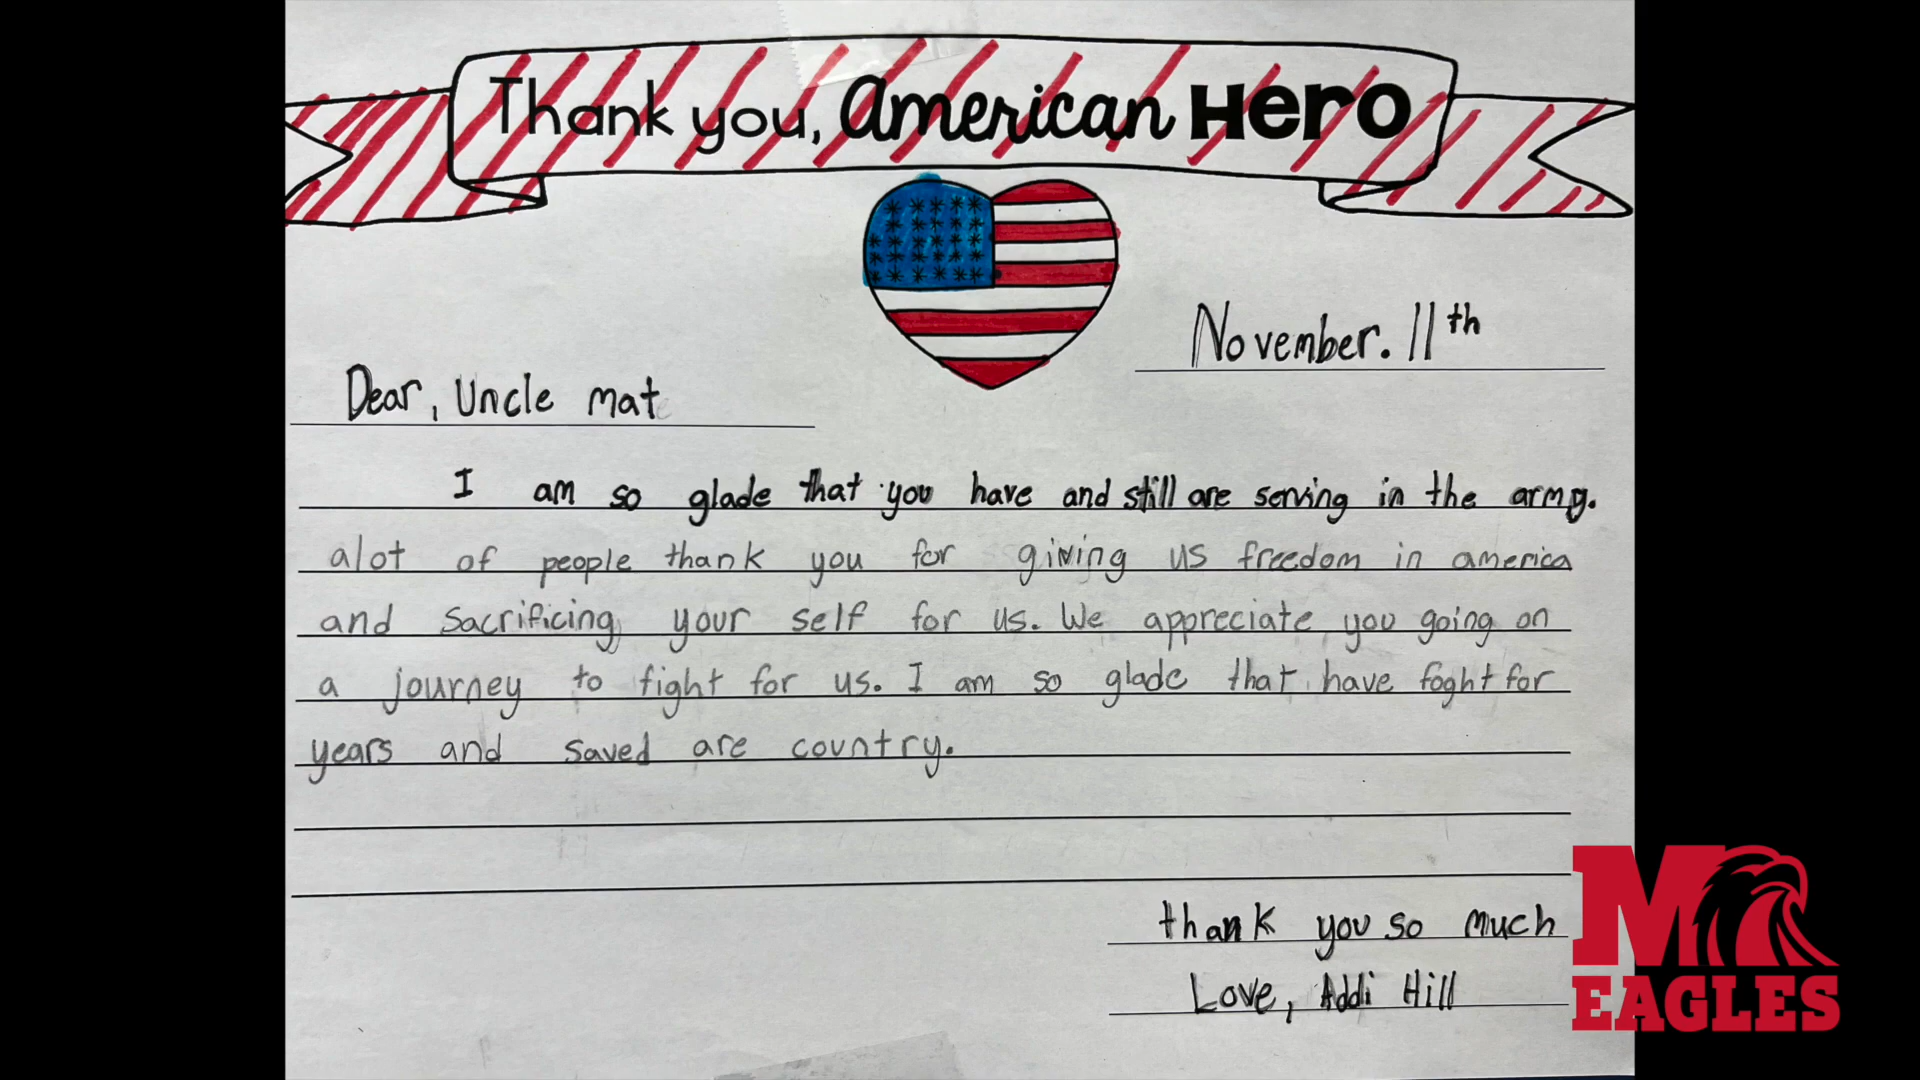 Thank you, American Hero
November. 11th
Dear, Uncle mat
I am so glade that you have and still are serving in the army.
alot of people thank you for giving us freedom in america
and sacrificing your self for us. We appreciate you going on
a journey to fight for us. I am so glade that have foght for
years and saved are country.
thank you so much
Love, Addi Hill
M
EAGLES